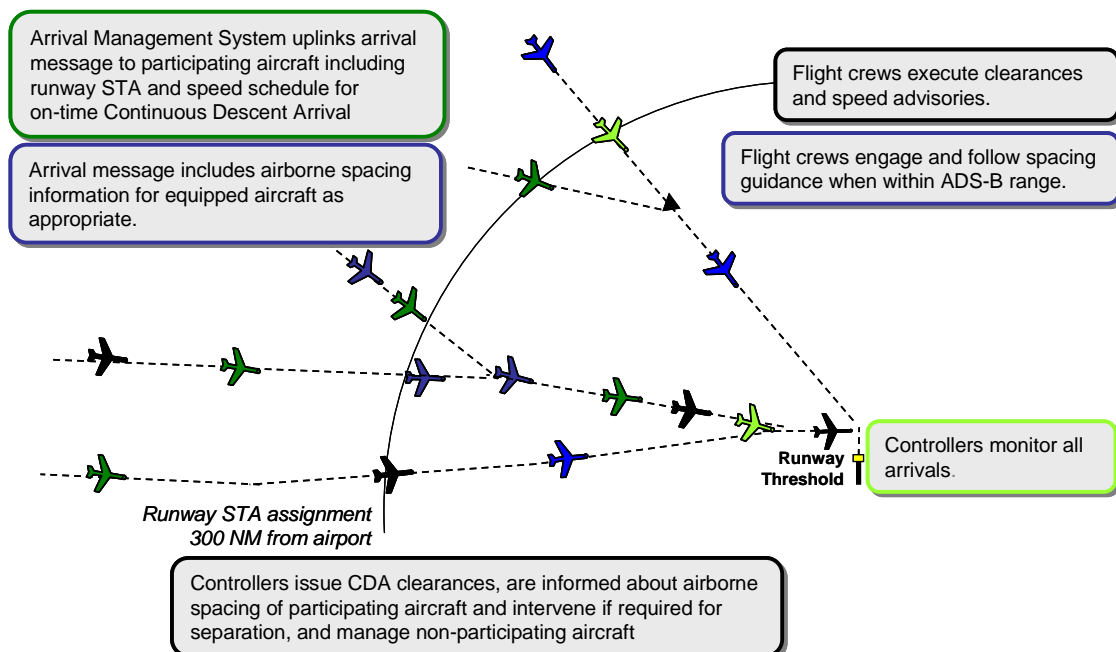 Arrival Management System uplinks arrival
message to participating aircraft including
runway STA and speed schedule for
on-time Continuous Descent Arrival
Arrival message includes airborne spacing
information for equipped aircraft as
appropriate.
Flight crews execute clearances
and speed advisories.
Flight crews engage and follow spacing
guidance when within ADS-B range.
Controllers monitor all
arrivals.
Runway
Threshold
Runway STA assignment
300 NM from airport
Controllers issue CDA clearances, are informed about airborne
spacing of participating aircraft and intervene if required for
separation, and manage non-participating aircraft